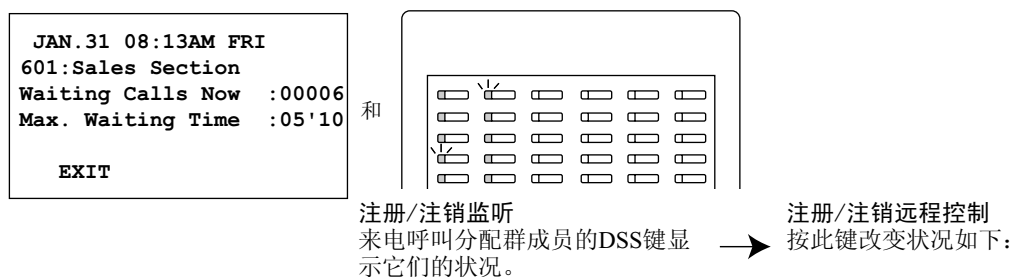 JAN.31 08:13AM FRI
601:Sales Section
Waiting Calls Now :00006
Max. Waiting Time :05'10
EXIT
和
注册/注销监听
来电呼叫分配群成员的DSS键显
示它们的状况。
注册/注销远程控制
按此键改变状况如下：